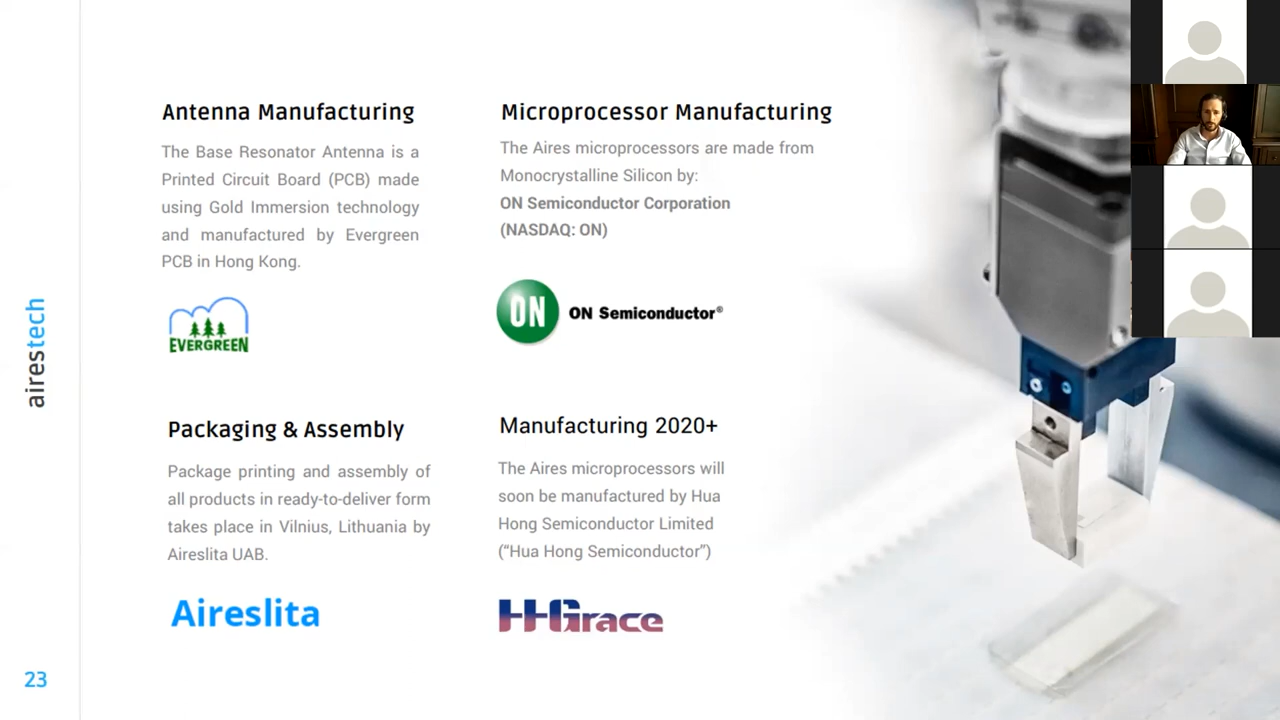 Antenna Manufacturing
The Base Resonator Antenna is a
Printed Circuit Board (PCB) made
using Gold Immersion technology
and manufactured by Evergreen
PCB in Hong Kong.
EVERGREEN
Microprocessor Manufacturing
The Aires microprocessors are made from
Monocrystalline Silicon by:
ON Semiconductor Corporation
(NASDAQ: ON)
ON ON Semiconductor®
Packaging & Assembly
Package printing and assembly of
all products in ready-to-deliver form
takes place in Vilnius, Lithuania by
Aireslita UAB.
Aireslita
Manufacturing 2020+
The Aires microprocessors will
soon be manufactured by Hua
Hong Semiconductor Limited
(“Hua Hong Semiconductor”)
HHGrace
airestech
23